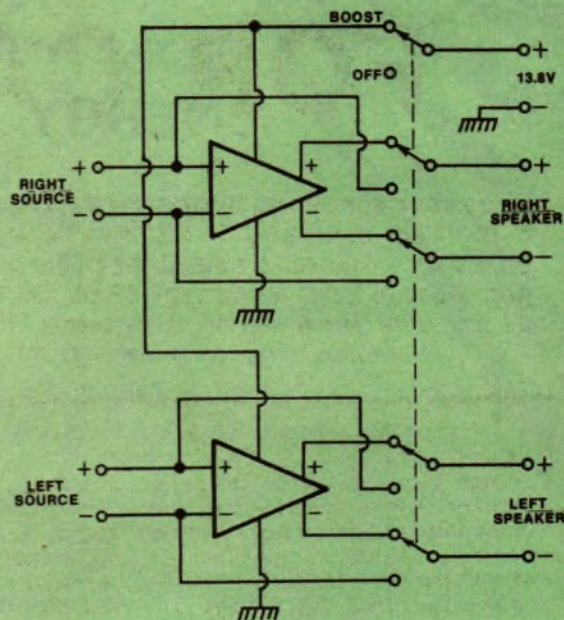 BOOST
+
OFF
13.8V
−
+ +
+
+
RIGHT
SOURCE
RIGHT
SPEAKER
− −
−
−
+ +
+
+
LEFT
SOURCE
LEFT
SPEAKER
− −
−
−